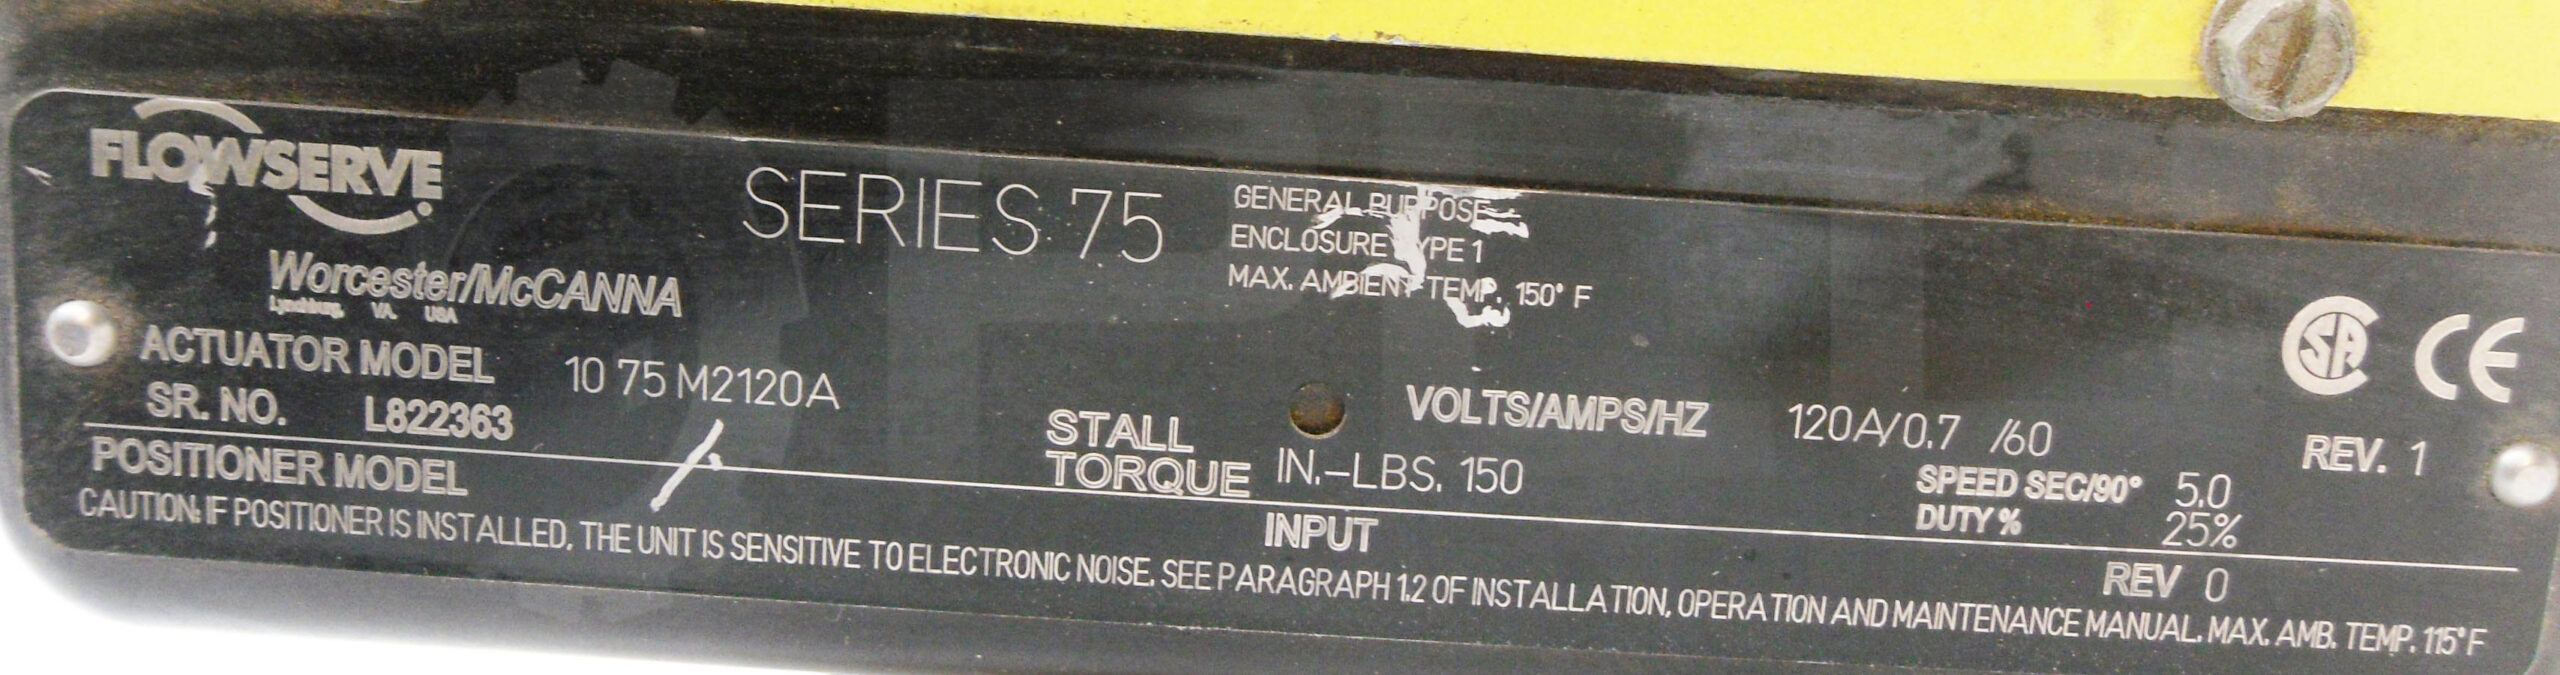 FLOWSERVE
Worcester/McCANNA
Lynchburg, VA. USA
SERIES 75
GENERAL PURPOSE
ENCLOSURE TYPE 1
MAX. AMBIENT TEMP. 150° F
ACTUATOR MODEL 10 75 M2120A
SR. NO. L822363
STALL TORQUE IN.-LBS. 150
VOLTS/AMPS/HZ 120A/0.7 /60
SPEED SEC/90° 5.0
DUTY % 25%
CSA CE
REV. 1
POSITIONER MODEL
INPUT
REV 0
CAUTION: IF POSITIONER IS INSTALLED, THE UNIT IS SENSITIVE TO ELECTRONIC NOISE. SEE PARAGRAPH 1.2 OF INSTALLATION, OPERATION AND MAINTENANCE MANUAL. MAX. AMB. TEMP. 115°F